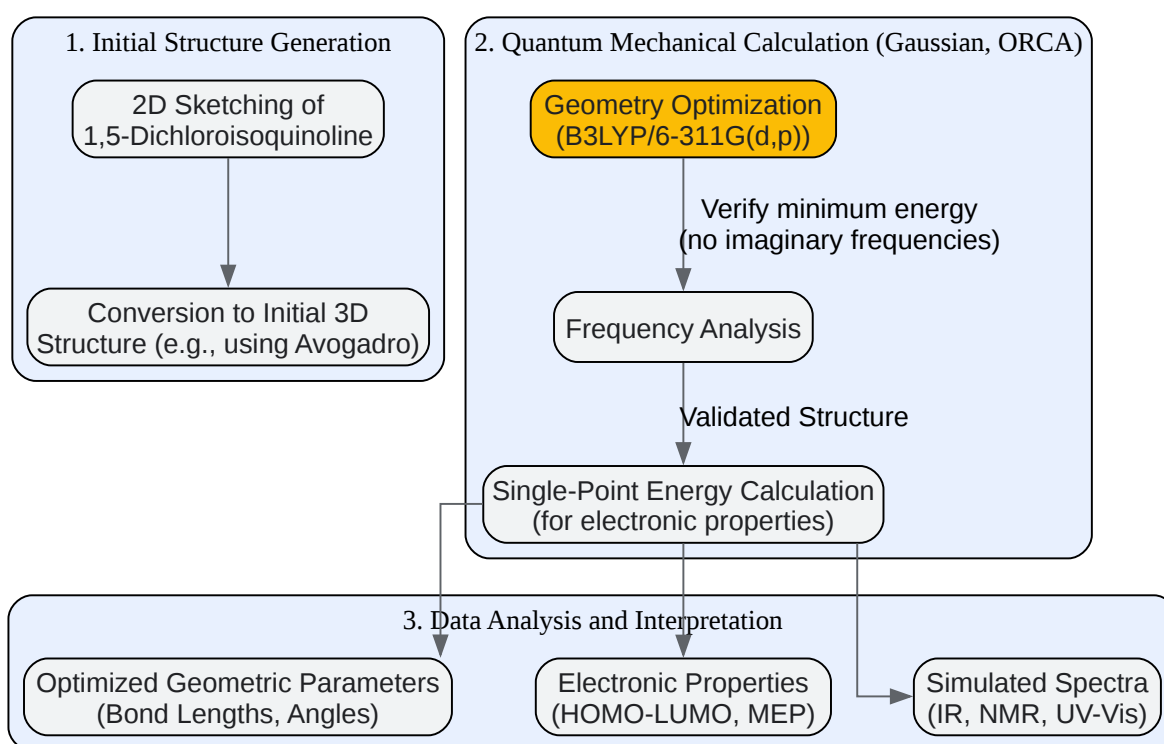 1. Initial Structure Generation
2D Sketching of
1,5-Dichloroisoquinoline
Conversion to Initial 3D
Structure (e.g., using Avogadro)
2. Quantum Mechanical Calculation (Gaussian, ORCA)
Geometry Optimization
(B3LYP/6-311G(d,p))
Verify minimum energy
(no imaginary frequencies)
Frequency Analysis
Validated Structure
Single-Point Energy Calculation
(for electronic properties)
3. Data Analysis and Interpretation
Optimized Geometric Parameters
(Bond Lengths, Angles)
Electronic Properties
(HOMO-LUMO, MEP)
Simulated Spectra
(IR, NMR, UV-Vis)